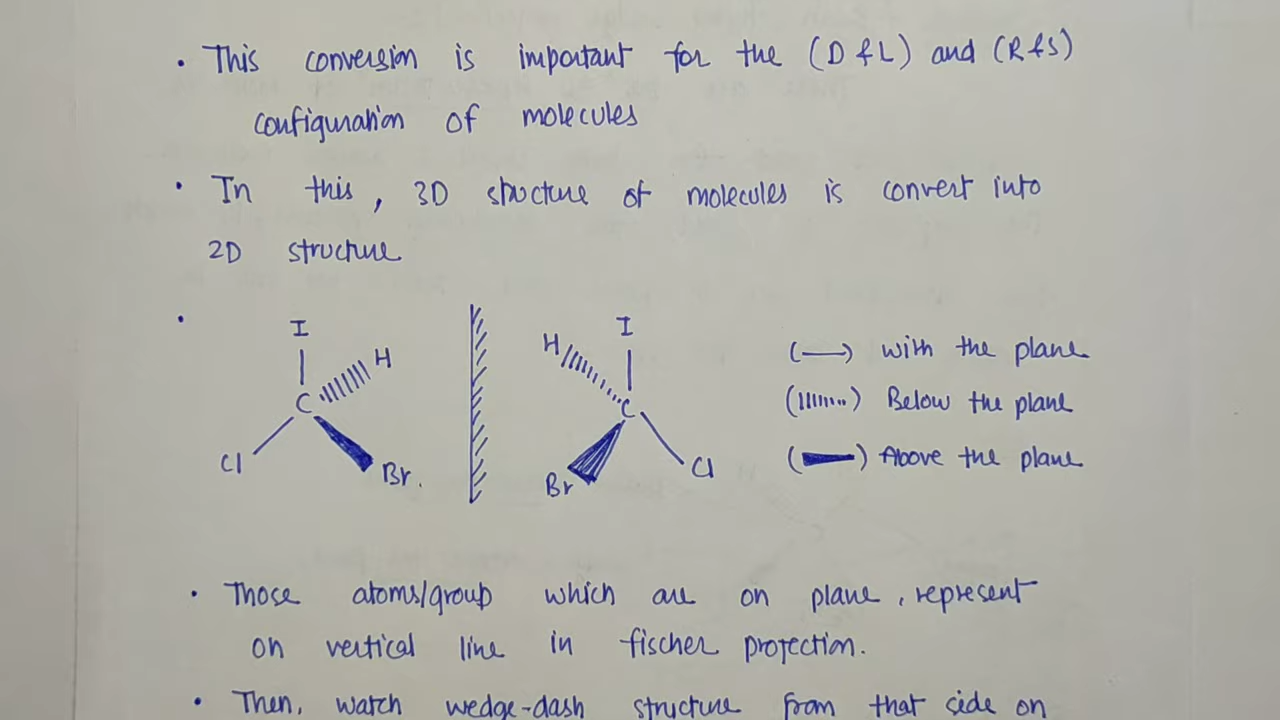 • This conversion is important for the (D & L) and (R & S)
configuration of molecules
• In this, 3D structure of molecules is convert into
2D structure
•
I
H
C
Cl
Br.
H
I
C
Br
Cl
(—) with the plane
(ıııııı...) Below the plane
( ) Above the plane
• Those atoms/group which are on plane, represent
on vertical line in fischer projection.
• Then, watch wedge-dash structure from that side on